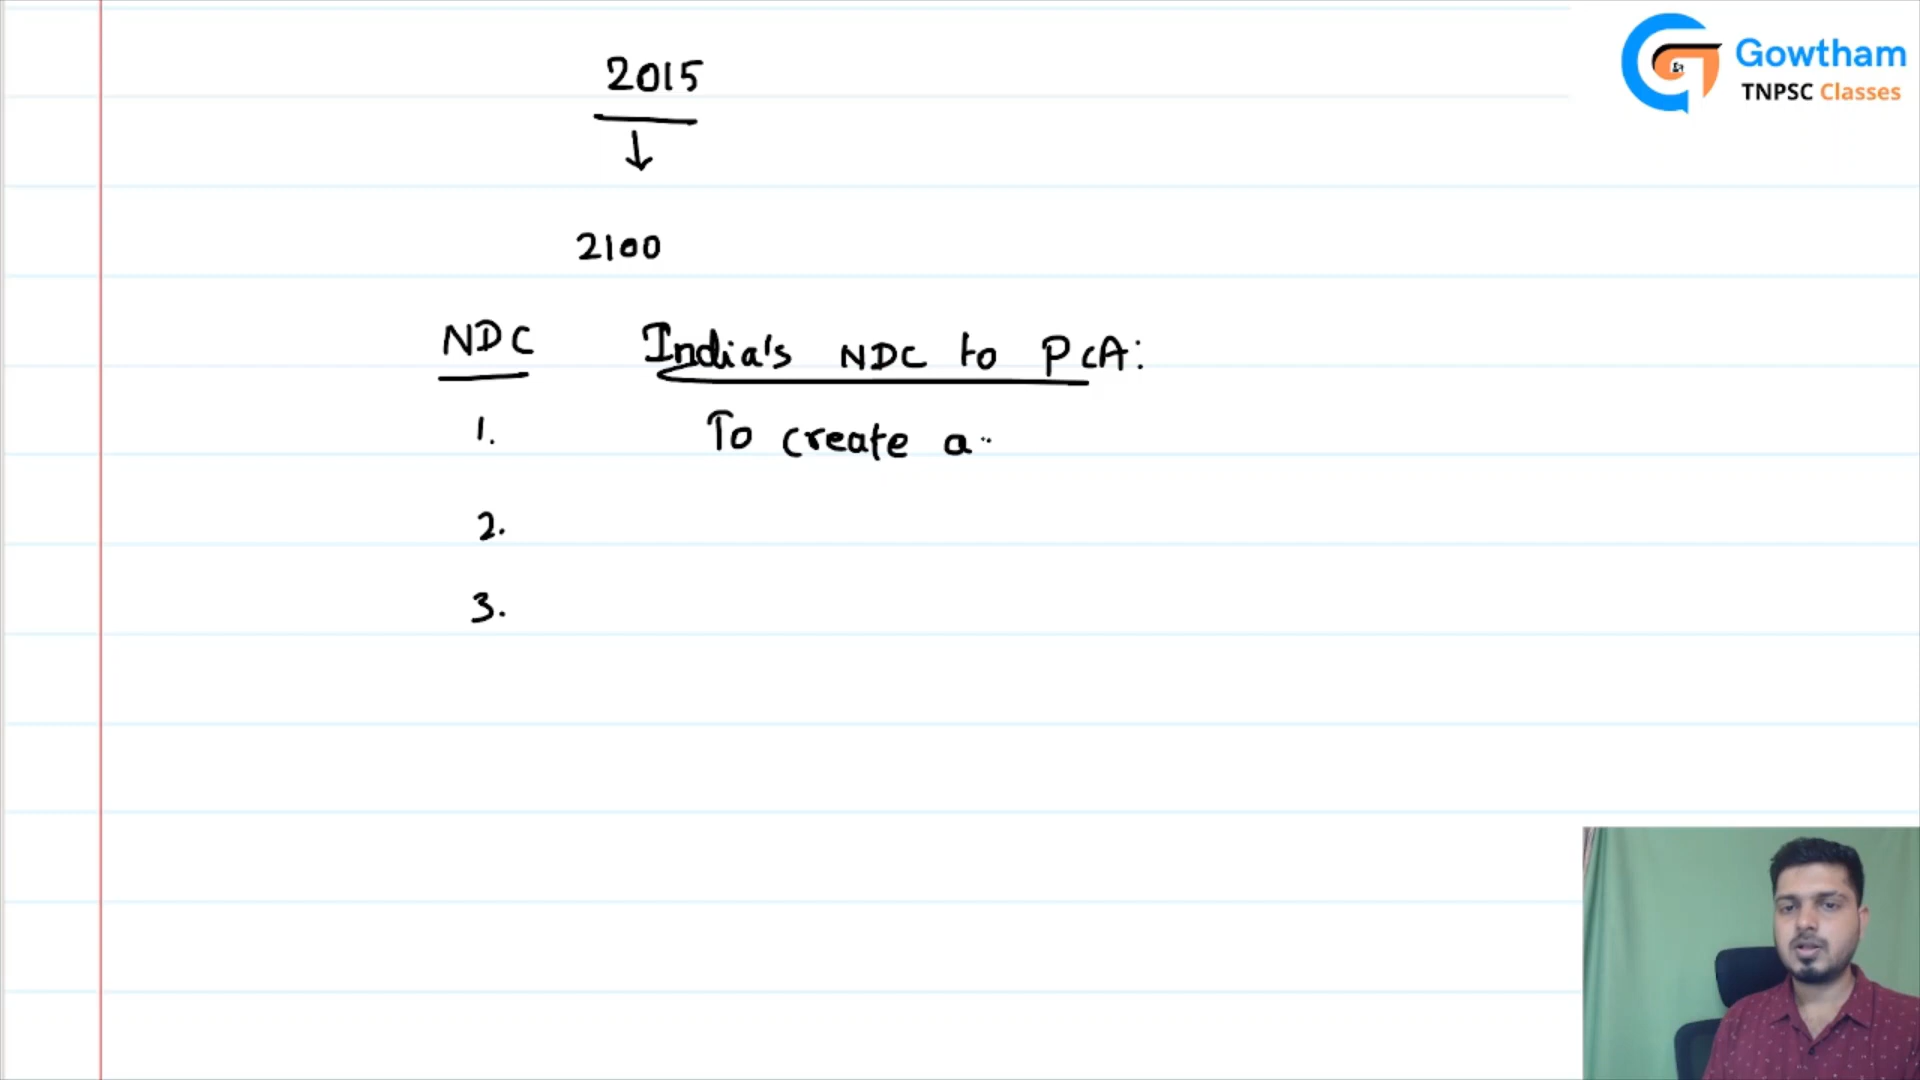 2015
Gowtham
TNPSC Classes
2100
NDC India's NDC to PCA:
1. To create a
2.
3.